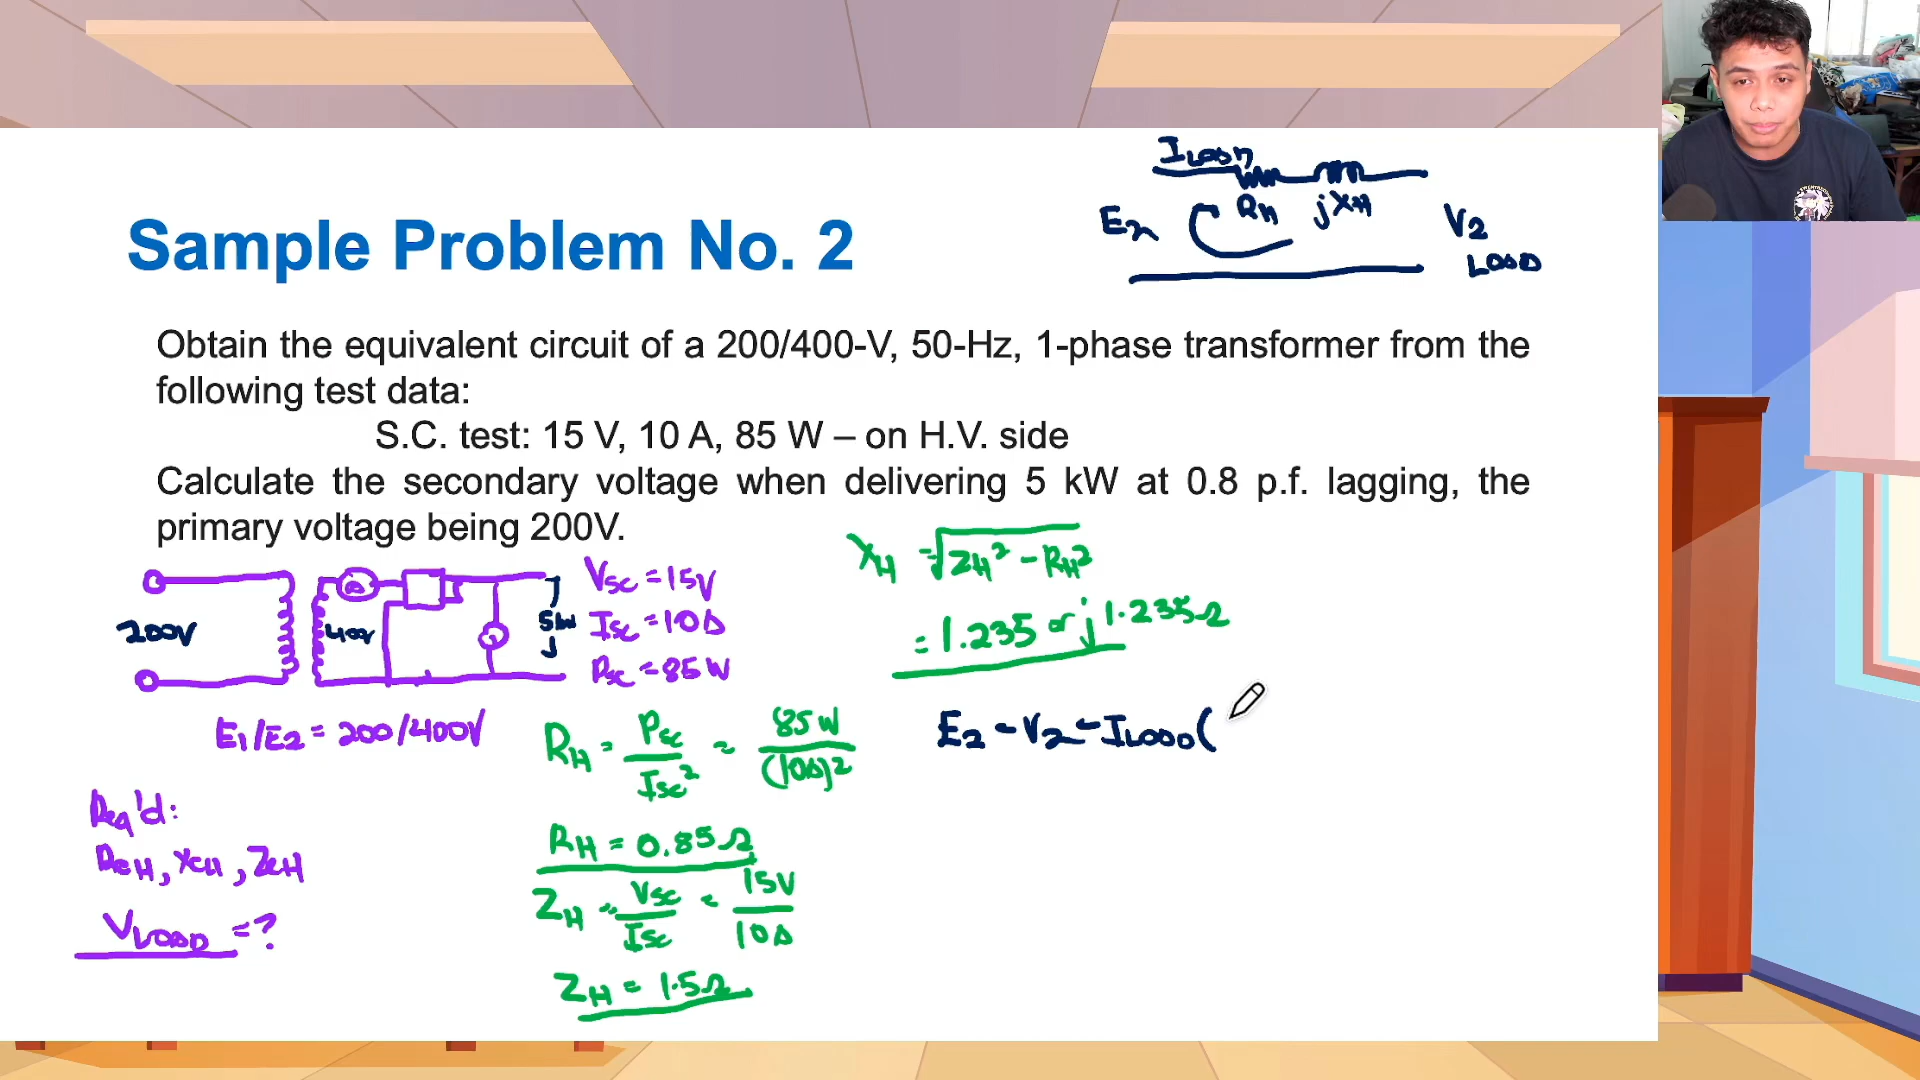 I LOAD
RH
jXH
E2
V2
LOAD
Sample Problem No. 2
Obtain the equivalent circuit of a 200/400-V, 50-Hz, 1-phase transformer from the
following test data:
S.C. test: 15 V, 10 A, 85 W – on H.V. side
Calculate the secondary voltage when delivering 5 kW at 0.8 p.f. lagging, the
primary voltage being 200V.
200V
400V
5kW
Vsc = 15V
Isc = 10A
Psc = 85W
E1/E2 = 200/400V
Req'd:
ReH, XeH, ZeH
VLOAD = ?
RH = Psc / Isc² = 85W / (10A)²
RH = 0.85Ω
ZH = Vsc / Isc = 15V / 10A
ZH = 1.5Ω
XH = √ZH² - RH²
= 1.235 or j1.235Ω
E2 - V2 - ILOAD(